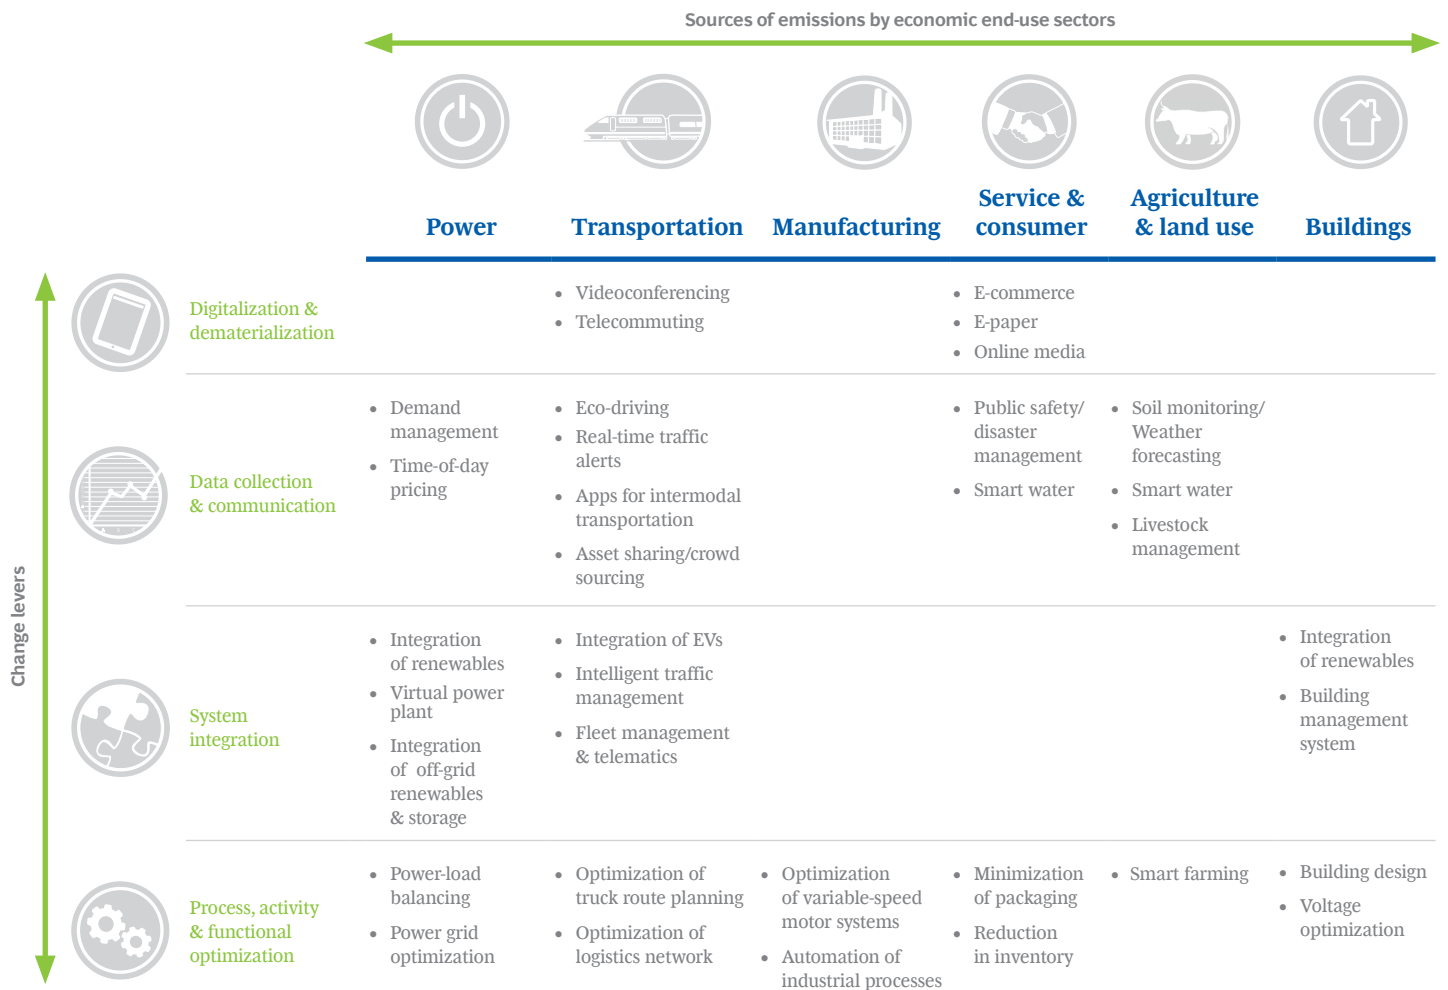 Sources of emissions by economic end-use sectors
Power
Transportation
Manufacturing
Service &
consumer
Agriculture
& land use
Buildings
Change levers
Digitalization &
dematerialization
• Videoconferencing
• Telecommuting
• E-commerce
• E-paper
• Online media
Data collection
& communication
• Demand
management
• Time-of-day
pricing
• Eco-driving
• Real-time traffic
alerts
• Apps for intermodal
transportation
• Asset sharing/crowd
sourcing
• Public safety/
disaster
management
• Smart water
• Soil monitoring/
Weather
forecasting
• Smart water
• Livestock
management
System
integration
• Integration
of renewables
• Virtual power
plant
• Integration
of off-grid
renewables
& storage
• Integration of EVs
• Intelligent traffic
management
• Fleet management
& telematics
• Integration
of renewables
• Building
management
system
Process, activity
& functional
optimization
• Power-load
balancing
• Power grid
optimization
• Optimization of
truck route planning
• Optimization of
logistics network
• Optimization
of variable-speed
motor systems
• Automation of
industrial processes
• Minimization
of packaging
• Reduction
in inventory
• Smart farming
• Building design
• Voltage
optimization